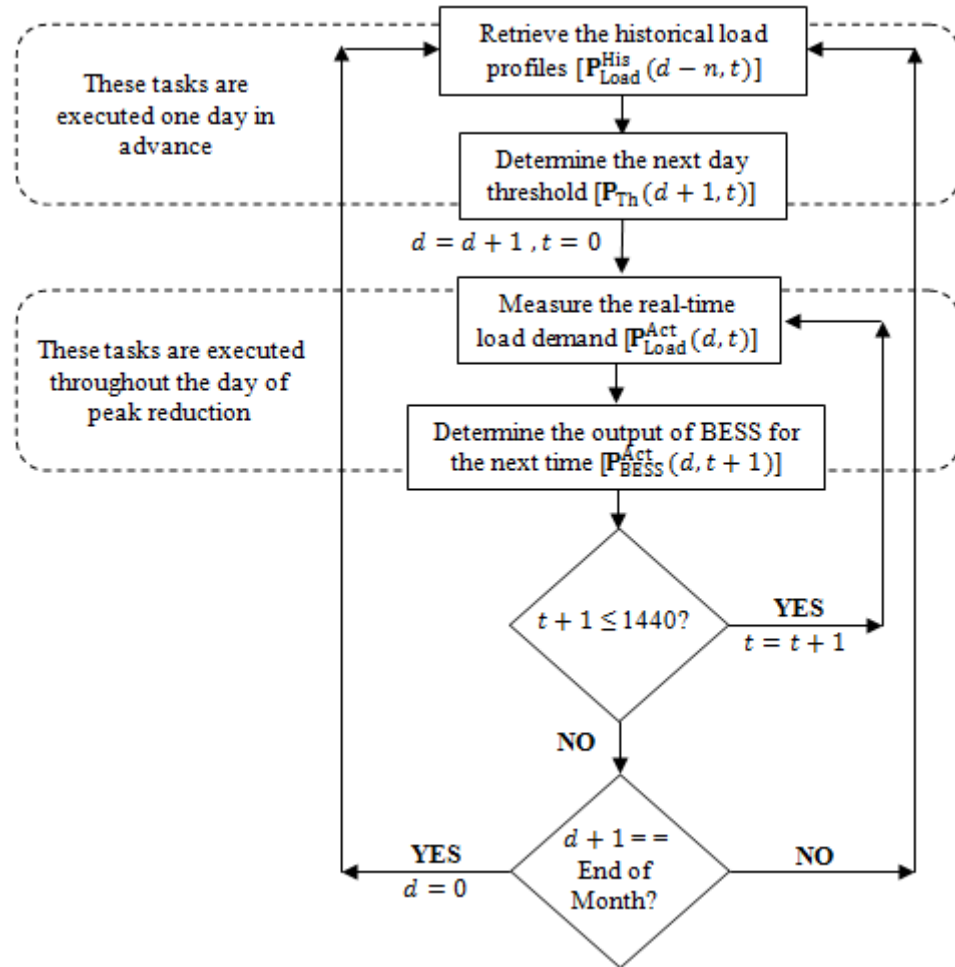 Retrieve the historical load
profiles [P_Load^His(d − n, t)]
These tasks are
executed one day in
advance
Determine the next day
threshold [P_Th(d + 1, t)]
d = d + 1 , t = 0
Measure the real-time
load demand [P_Load^Act(d, t)]
These tasks are executed
throughout the day of
peak reduction
Determine the output of BESS for
the next time [P_BESS^Act(d, t + 1)]
t + 1 ≤ 1440?
YES
t = t + 1
NO
d + 1 = =
End of
Month?
YES
d = 0
NO